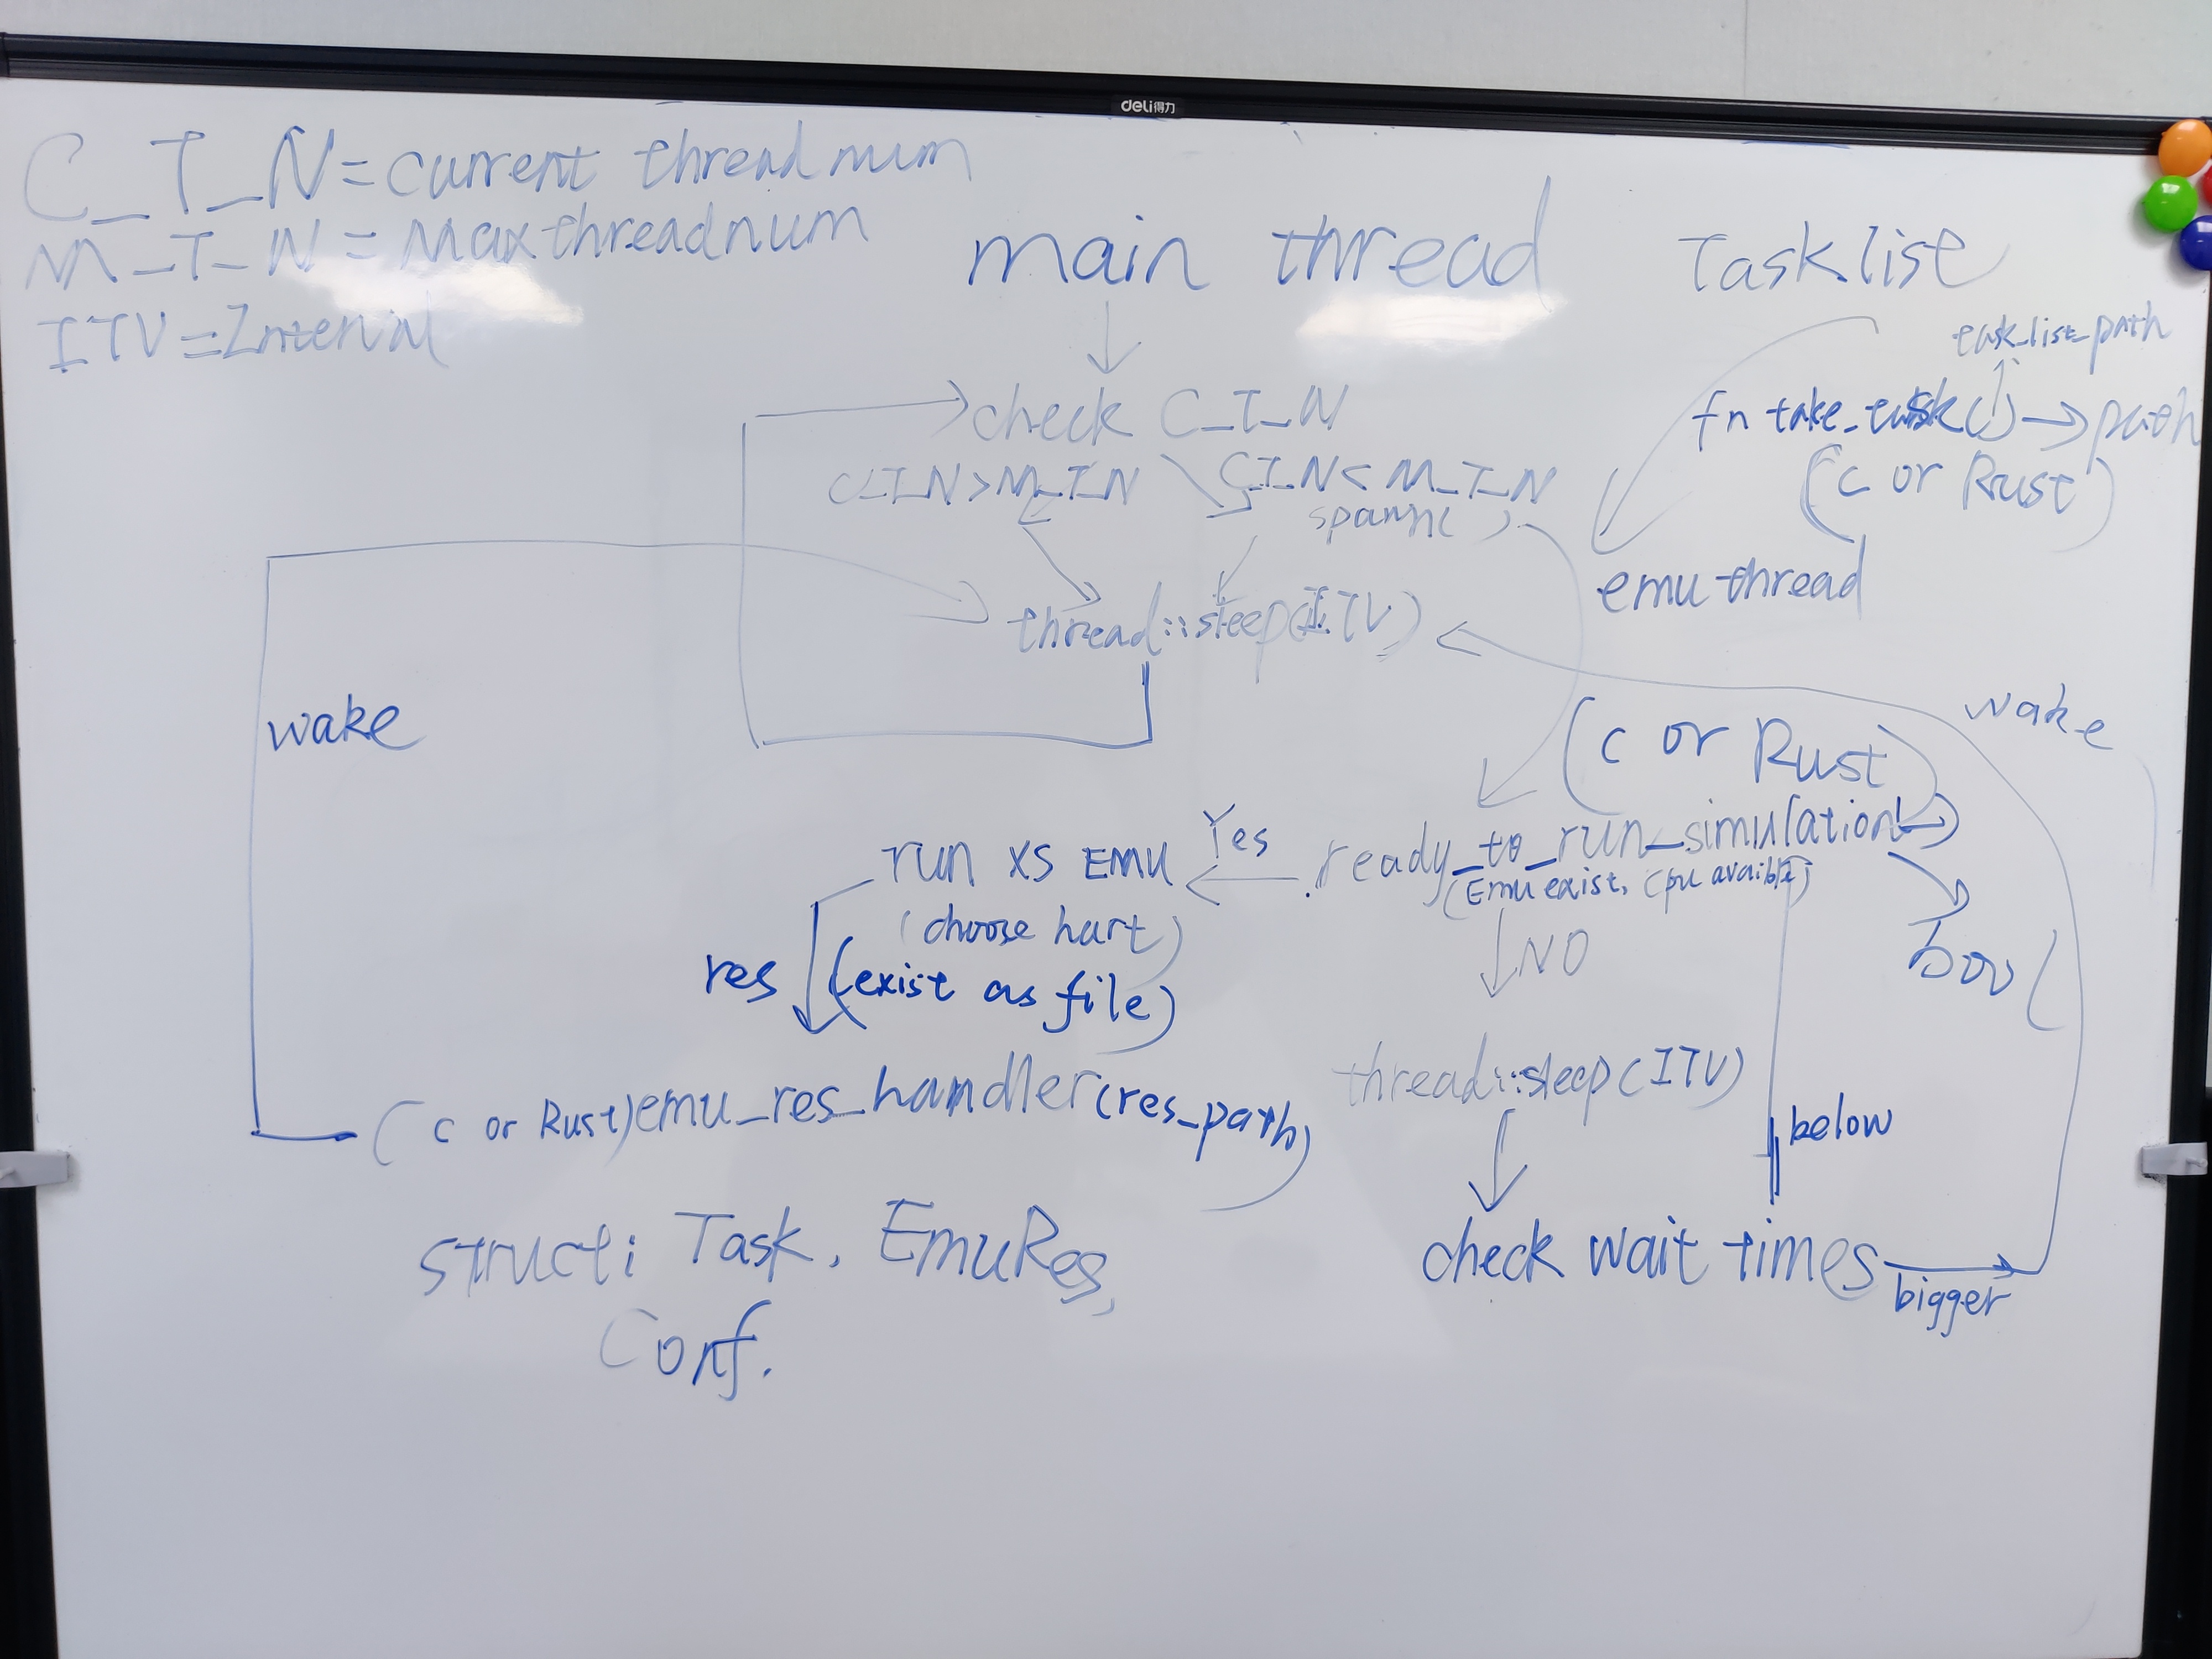 deli得力
C_T_N=current thread num
M_T_N=Max thread num
ITV=Interval
main thread
Task list
task_list_path
fn take_task()→path
(C or Rust)
check C_T_N
C_T_N>M_T_N
C_T_N<M_T_N
spawn( )
emu thread
thread::sleep(ITV)
wake
wake
(C or Rust)
ready_to_run_simulation()
(Emu exist, Cpu avaible)
Yes
run XS EMU
(choose hart)
res
(exist as file)
NO
bool
thread::sleep(ITV)
below
(C or Rust)emu_res_handler(res_path)
check wait times
bigger
struct: Task, EmuRes,
Conf.